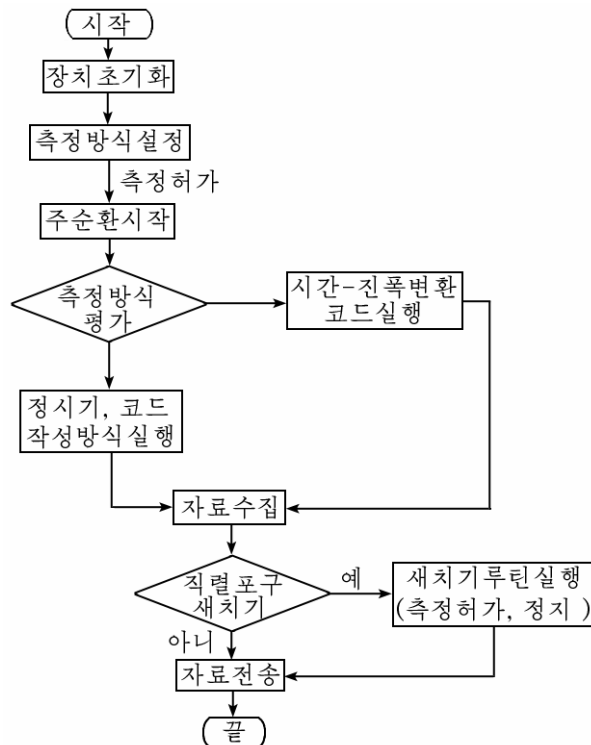 시작
장치초기화
측정방식설정
측정허가
주순환시작
측정방식
평가
시간-진폭변환
코드실행
정시기, 코드
작성방식실행
자료수집
직렬포구
새치기
예
새치기루틴실행
(측정허가, 정지 )
아니
자료전송
끝